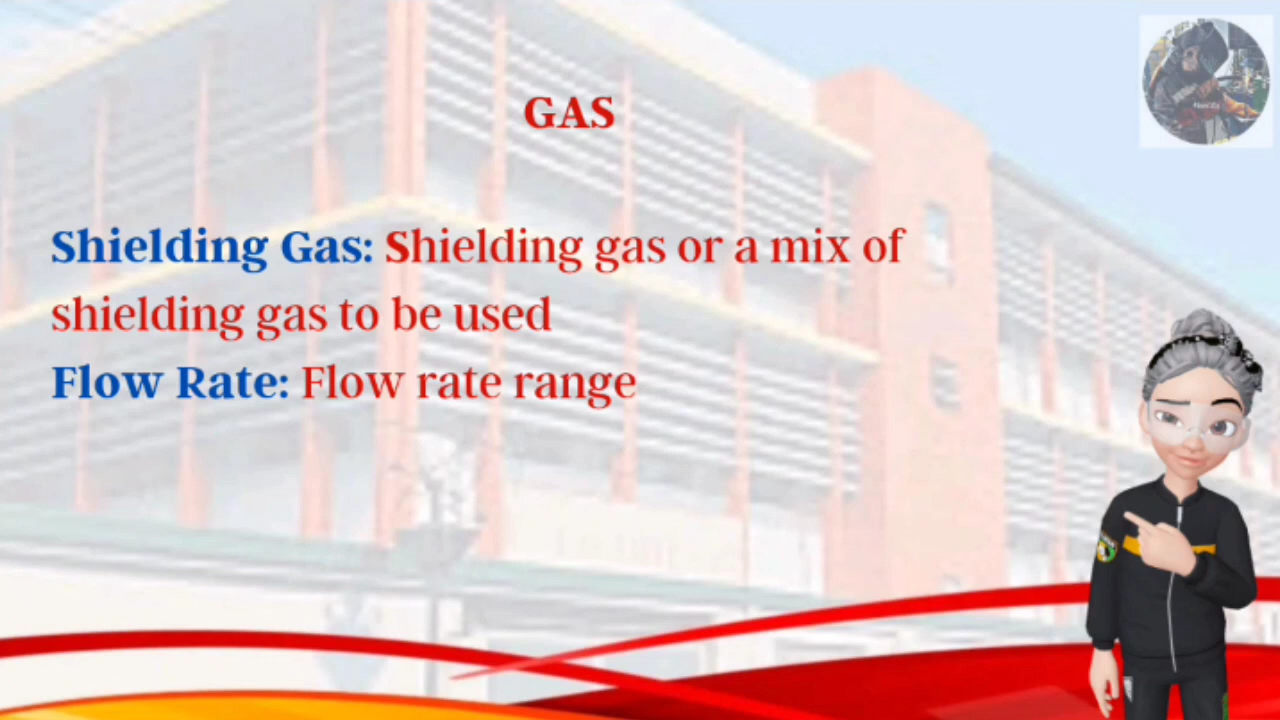 GAS
Shielding Gas: Shielding gas or a mix of
shielding gas to be used
Flow Rate: Flow rate range